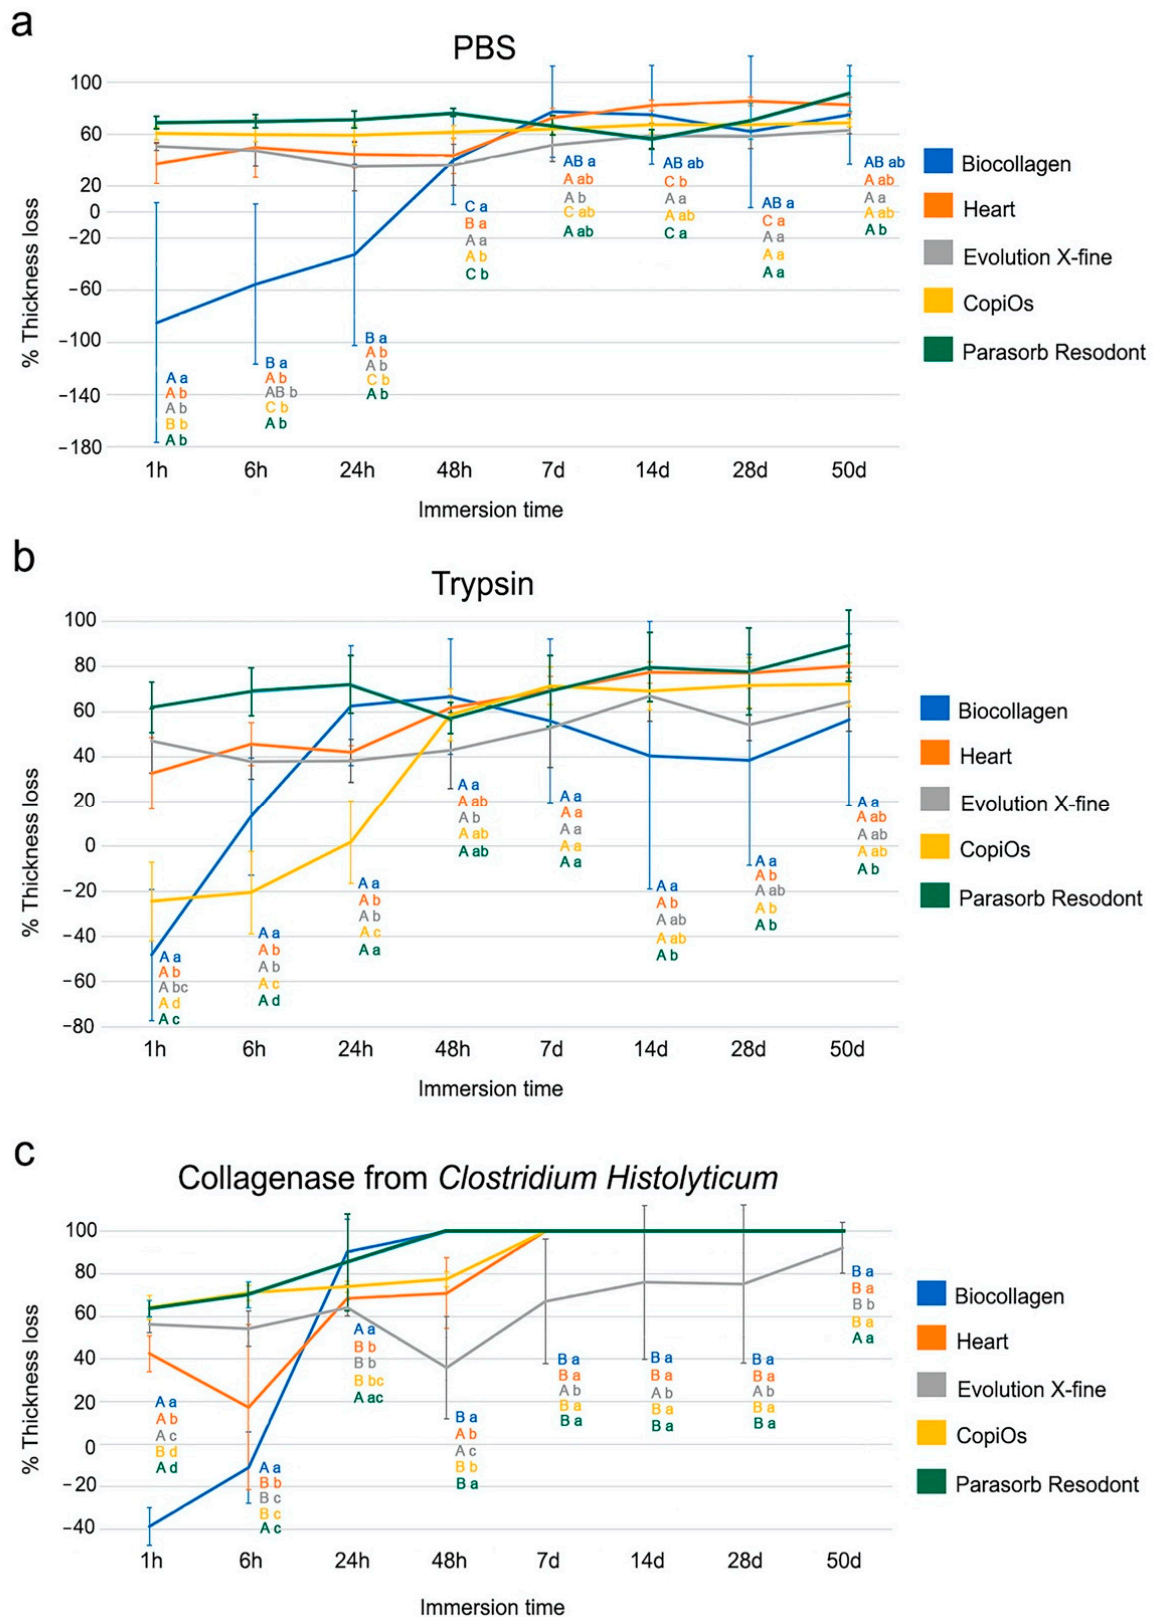 a
PBS
100
60
20
0
−20
−60
−100
−140
−180
% Thickness loss
A a
A b
A b
B b
A b
B a
A b
AB b
C b
A b
B a
A b
A b
C b
A b
C a
B a
A a
A b
C b
AB a
A ab
A b
C ab
A ab
AB ab
C b
A a
A ab
C a
AB a
C a
A a
A a
A a
AB ab
A ab
A a
A ab
A b
1h 6h 24h 48h 7d 14d 28d 50d
Immersion time
Biocollagen
Heart
Evolution X-fine
CopiOs
Parasorb Resodont
b
Trypsin
100
80
60
40
20
0
−20
−40
−60
−80
% Thickness loss
A a
A b
A bc
A d
A c
A a
A b
A b
A c
A d
A a
A b
A b
A c
A a
A a
A ab
A b
A ab
A ab
A a
A a
A a
A a
A a
A a
A b
A ab
A ab
A b
A a
A b
A ab
A b
A b
A a
A ab
A ab
A ab
A b
1h 6h 24h 48h 7d 14d 28d 50d
Immersion time
Biocollagen
Heart
Evolution X-fine
CopiOs
Parasorb Resodont
c
Collagenase from Clostridium Histolyticum
100
80
60
40
20
0
−20
−40
% Thickness loss
A a
A b
A c
B d
A d
A a
B b
B c
B c
A c
A a
B b
B b
B bc
A ac
B a
A b
A c
B b
B a
B a
B a
A b
B a
B a
B a
B a
A b
B a
B a
B a
B a
A b
B a
B a
B a
B a
B b
B a
A a
1h 6h 24h 48h 7d 14d 28d 50d
Immersion time
Biocollagen
Heart
Evolution X-fine
CopiOs
Parasorb Resodont